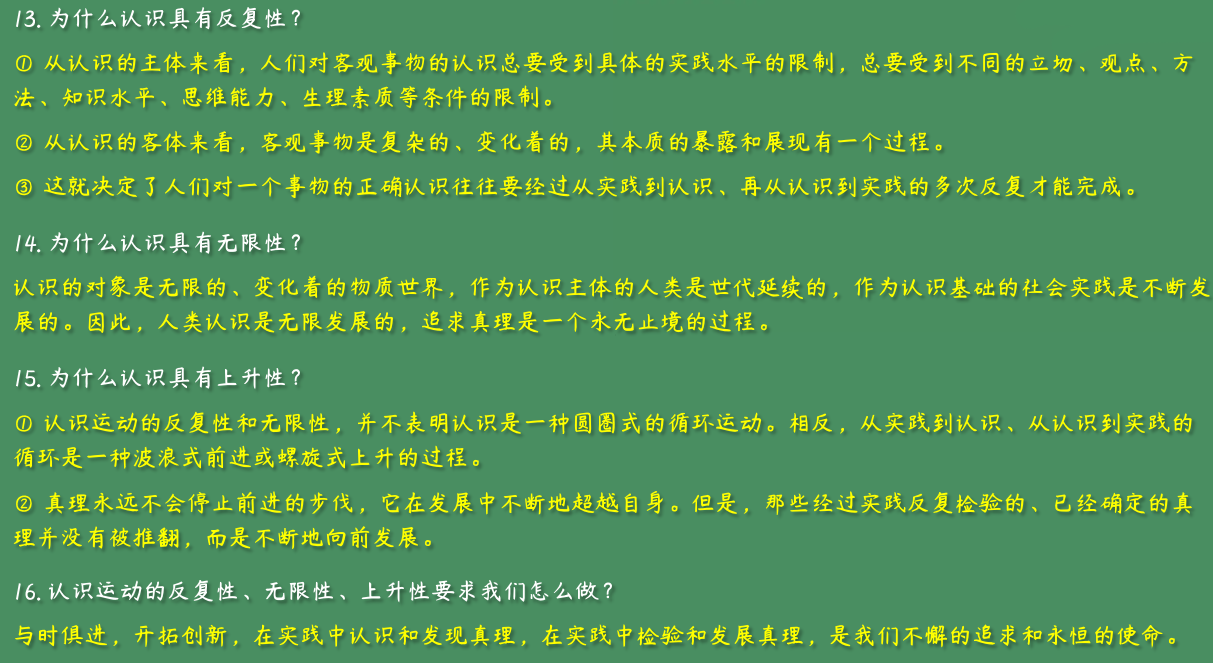 13. 为什么认识具有反复性？
① 从认识的主体来看，人们对客观事物的认识总要受到具体的实践水平的限制，总要受到不同的立场、观点、方
法、知识水平、思维能力、生理素质等条件的限制。
② 从认识的客体来看，客观事物是复杂的、变化着的，其本质的暴露和展现有一个过程。
③ 这就决定了人们对一个事物的正确认识往往要经过从实践到认识、再从认识到实践的多次反复才能完成。
14. 为什么认识具有无限性？
认识的对象是无限的、变化着的物质世界，作为认识主体的人类是世代延续的，作为认识基础的社会实践是不断发
展的。因此，人类认识是无限发展的，追求真理是一个永无止境的过程。
15. 为什么认识具有上升性？
① 认识运动的反复性和无限性，并不表明认识是一种圆圈式的循环运动。相反，从实践到认识、从认识到实践的
循环是一种波浪式前进或螺旋式上升的过程。
② 真理永远不会停止前进的步伐，它在发展中不断地超越自身。但是，那些经过实践反复检验的、已经确定的真
理并没有被推翻，而是不断地向前发展。
16. 认识运动的反复性、无限性、上升性要求我们怎么做？
与时俱进，开拓创新，在实践中认识和发现真理，在实践中检验和发展真理，是我们不懈的追求和永恒的使命。